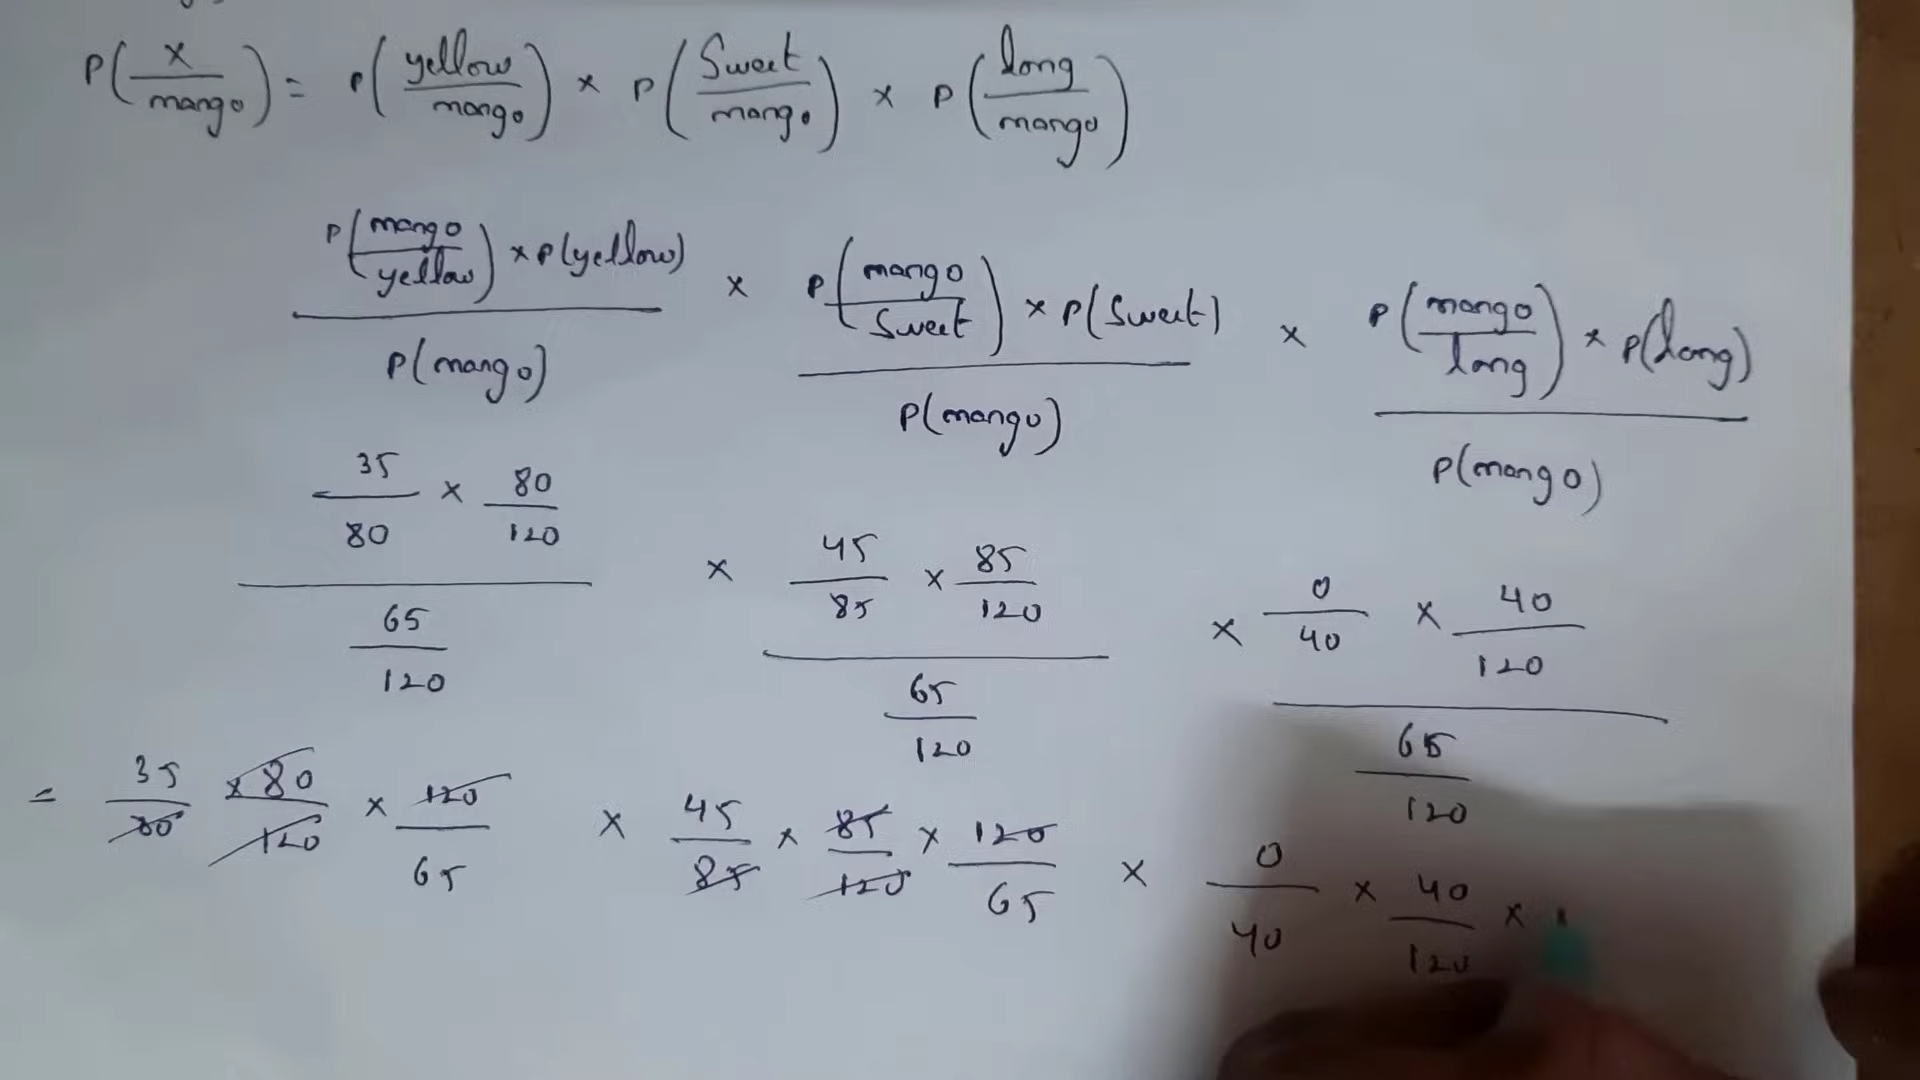 P(x/mango) = P(yellow/mango) × P(Sweet/mango) × P(long/mango)
P(mango/yellow) × P(yellow) / P(mango) × P(mango/Sweet) × P(Sweet) / P(mango) × P(mango/long) × P(long) / P(mango)
35/80 × 80/120 / 65/120 × 45/85 × 85/120 / 65/120 × 0/40 × 40/120 / 65/120
= 35/80 × 80/120 × 120/65 × 45/85 × 85/120 × 120/65 × 0/40 × 40/120 ×